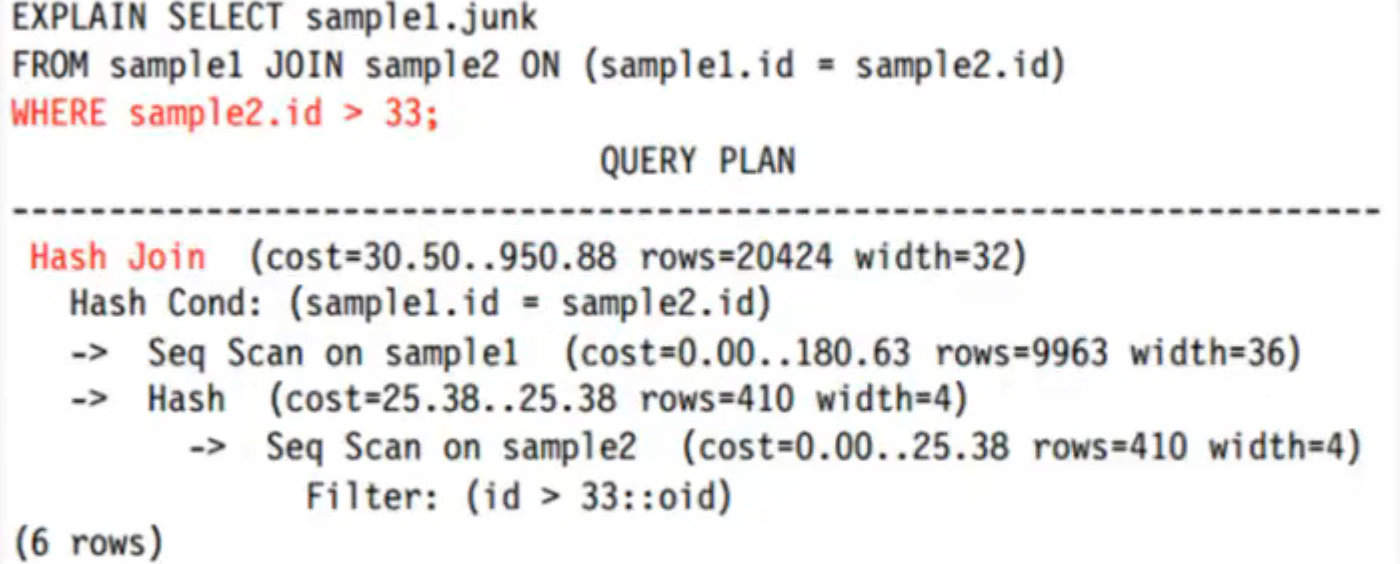 EXPLAIN SELECT sample1.junk
FROM sample1 JOIN sample2 ON (sample1.id = sample2.id)
WHERE sample2.id > 33;
QUERY PLAN
---------------------------------------------------------------------
Hash Join (cost=30.50..950.88 rows=20424 width=32)
Hash Cond: (sample1.id = sample2.id)
-> Seq Scan on sample1 (cost=0.00..180.63 rows=9963 width=36)
-> Hash (cost=25.38..25.38 rows=410 width=4)
-> Seq Scan on sample2 (cost=0.00..25.38 rows=410 width=4)
Filter: (id > 33::oid)
(6 rows)